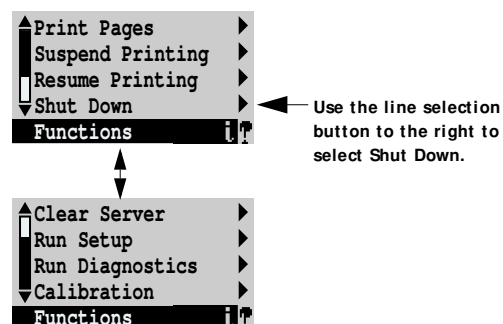 Print Pages
Suspend Printing
Resume Printing
Shut Down
Functions
Use the line selection
button to the right to
select Shut Down.
Clear Server
Run Setup
Run Diagnostics
Calibration
Functions